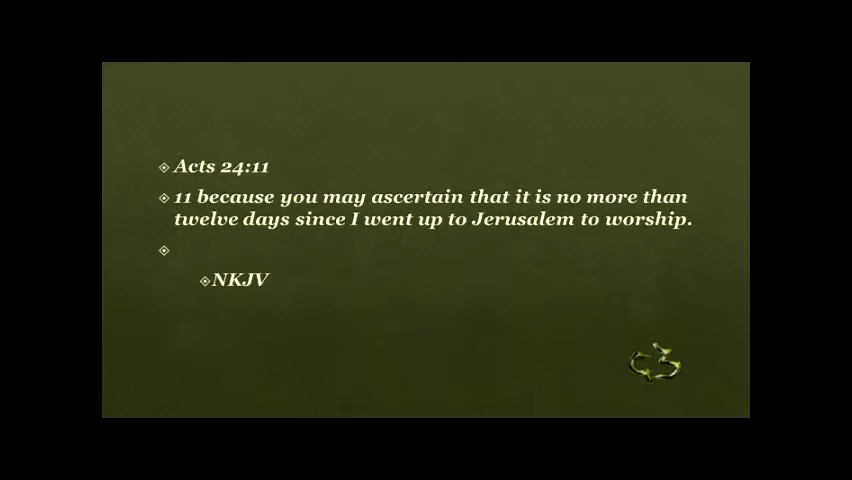 Acts 24:11
11 because you may ascertain that it is no more than
twelve days since I went up to Jerusalem to worship.
NKJV